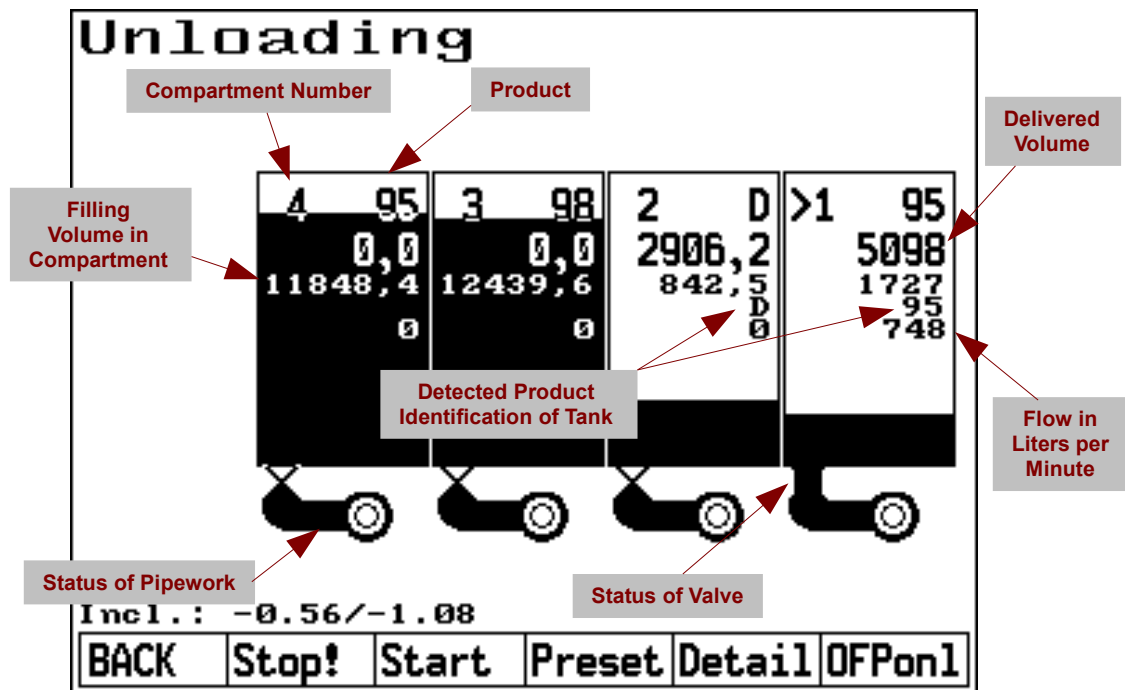 Unloading
Compartment Number
Product
Delivered
Volume
Filling
Volume in
Compartment
4 95
0,0
11848,4
0
3 98
0,0
12439,6
0
2 D
2906,2
842,5
D
0
>1 95
5098
1727
95
748
Detected Product
Identification of Tank
Flow in
Liters per
Minute
Status of Pipework
Status of Valve
Incl.: -0.56/-1.08
BACK Stop! Start Preset Detail OFPonl